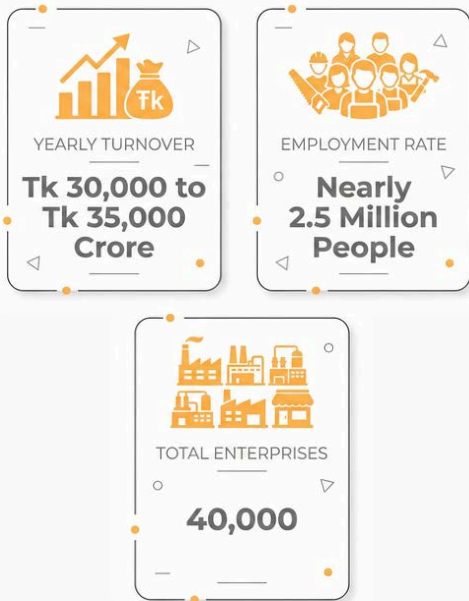 Tk
YEARLY TURNOVER
Tk 30,000 to
Tk 35,000
Crore
EMPLOYMENT RATE
Nearly
2.5 Million
People
TOTAL ENTERPRISES
40,000